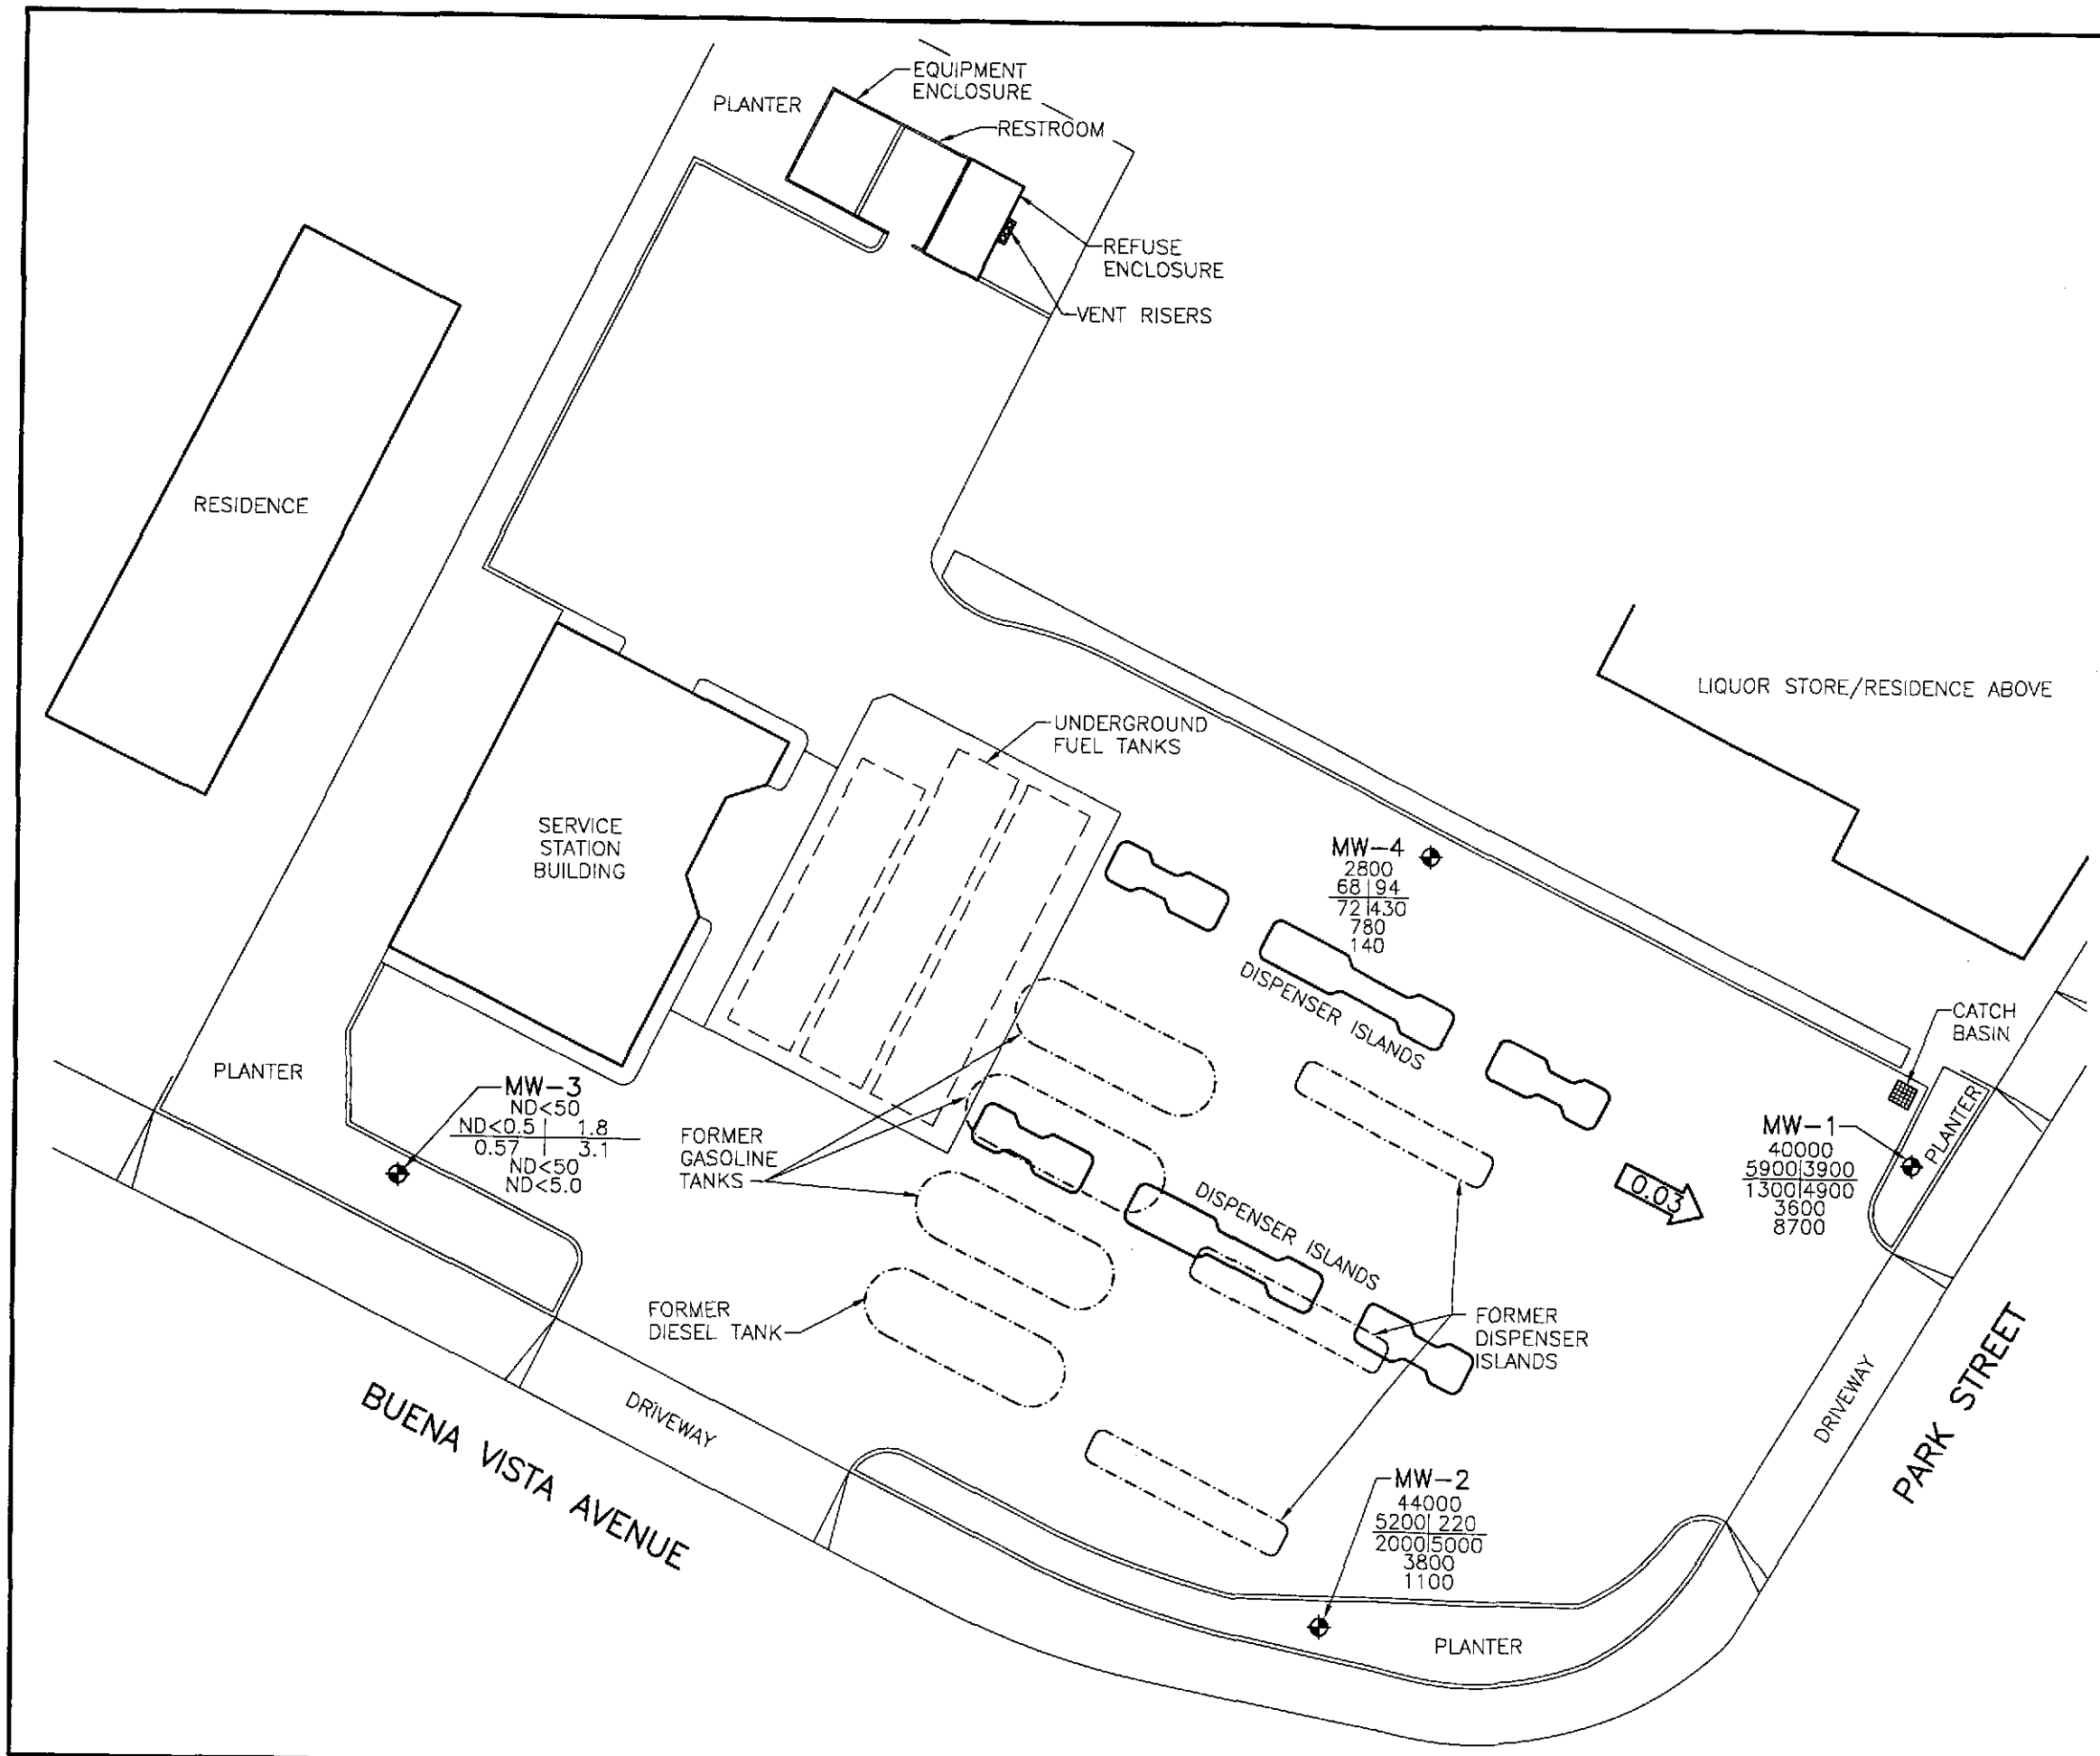 EQUIPMENT
ENCLOSURE
PLANTER
RESTROOM
REFUSE
ENCLOSURE
VENT RISERS
RESIDENCE
LIQUOR STORE/RESIDENCE ABOVE
UNDERGROUND
FUEL TANKS
SERVICE
STATION
BUILDING
MW-4
2800
68|94
72|430
780
140
DISPENSER ISLANDS
CATCH
BASIN
PLANTER
MW-3
ND<50
ND<0.5 | 1.8
0.57 | 3.1
ND<50
ND<5.0
FORMER
GASOLINE
TANKS
MW-1
40000
5900|3900
1300|4900
3600
8700
PLANTER
0.03
DISPENSER ISLANDS
FORMER
DIESEL TANK
FORMER
DISPENSER
ISLANDS
DRIVEWAY
PARK STREET
BUENA VISTA AVENUE
DRIVEWAY
MW-2
44000
5200|220
2000|5000
3800
1100
PLANTER